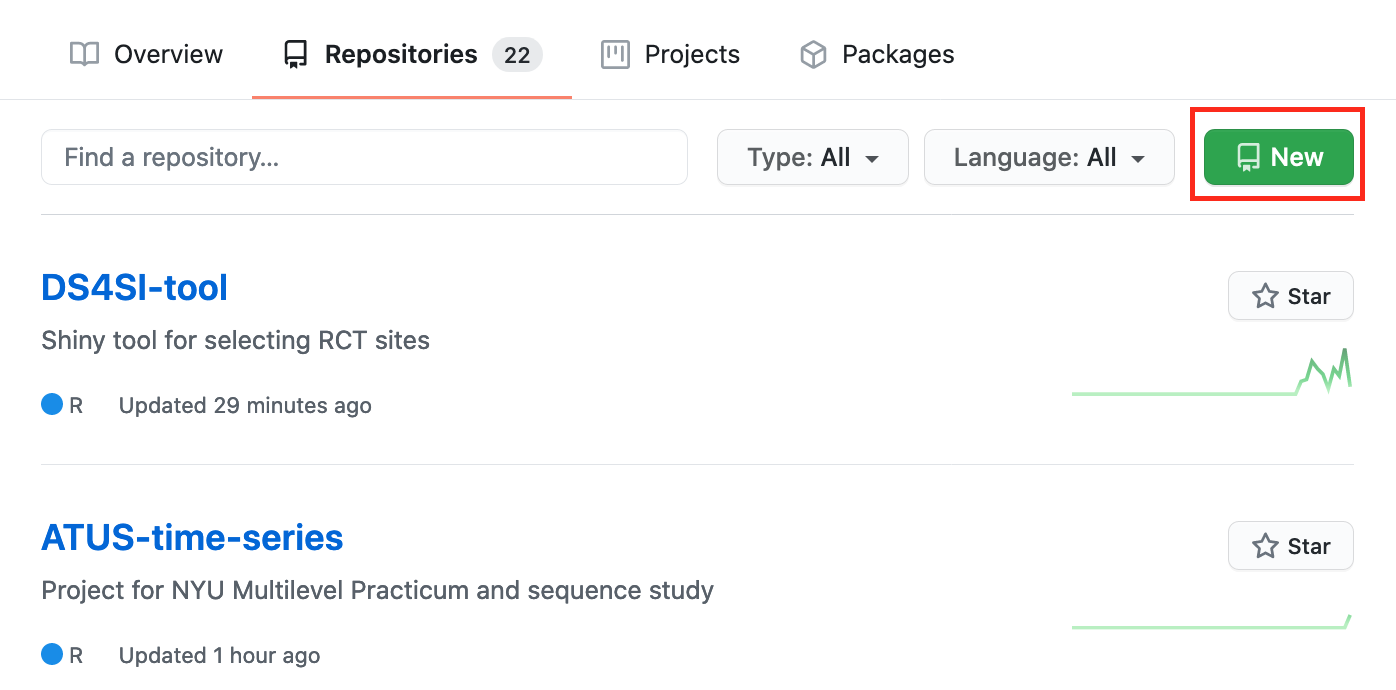 Overview Repositories 22 Projects Packages
Find a repository... Type: All Language: All New
DS4SI-tool Star
Shiny tool for selecting RCT sites
R Updated 29 minutes ago
ATUS-time-series Star
Project for NYU Multilevel Practicum and sequence study
R Updated 1 hour ago